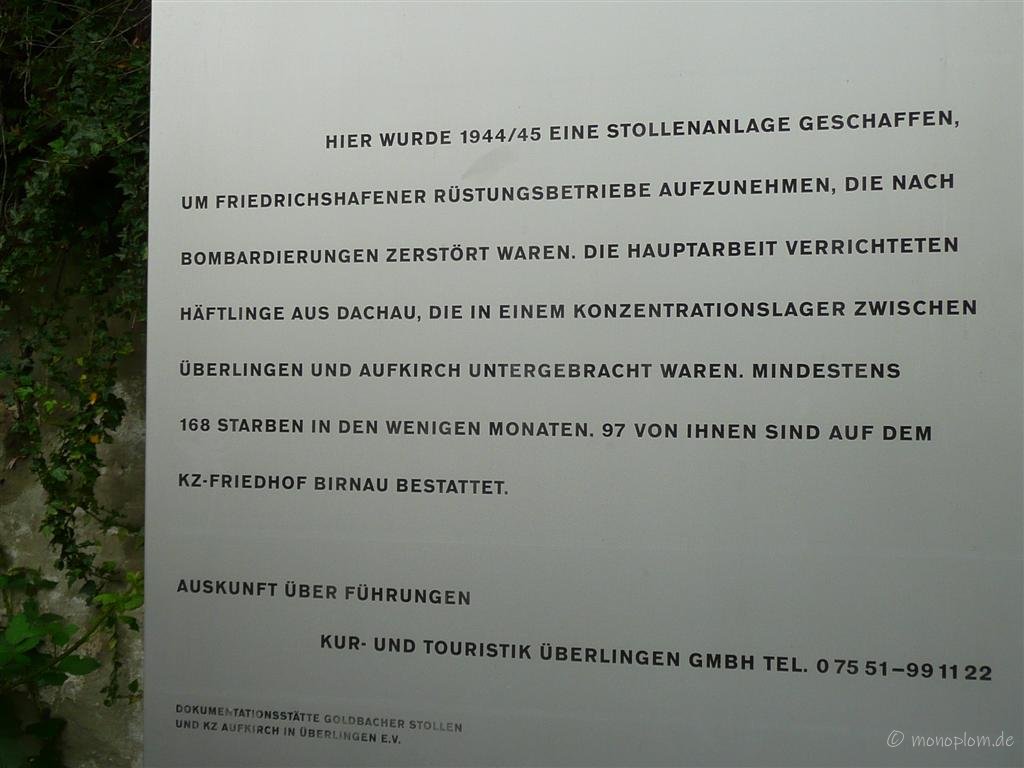 HIER WURDE 1944/45 EINE STOLLENANLAGE GESCHAFFEN,
UM FRIEDRICHSHAFENER RÜSTUNGSBETRIEBE AUFZUNEHMEN, DIE NACH
BOMBARDIERUNGEN ZERSTÖRT WAREN. DIE HAUPTARBEIT VERRICHTETEN
HÄFTLINGE AUS DACHAU, DIE IN EINEM KONZENTRATIONSLAGER ZWISCHEN
ÜBERLINGEN UND AUFKIRCH UNTERGEBRACHT WAREN. MINDESTENS
168 STARBEN IN DEN WENIGEN MONATEN. 97 VON IHNEN SIND AUF DEM
KZ-FRIEDHOF BIRNAU BESTATTET.
AUSKUNFT ÜBER FÜHRUNGEN
KUR- UND TOURISTIK ÜBERLINGEN GMBH TEL. 0 75 51–99 11 22
DOKUMENTATIONSSTÄTTE GOLDBACHER STOLLEN
UND KZ AUFKIRCH IN ÜBERLINGEN E.V.
© monoplom.de